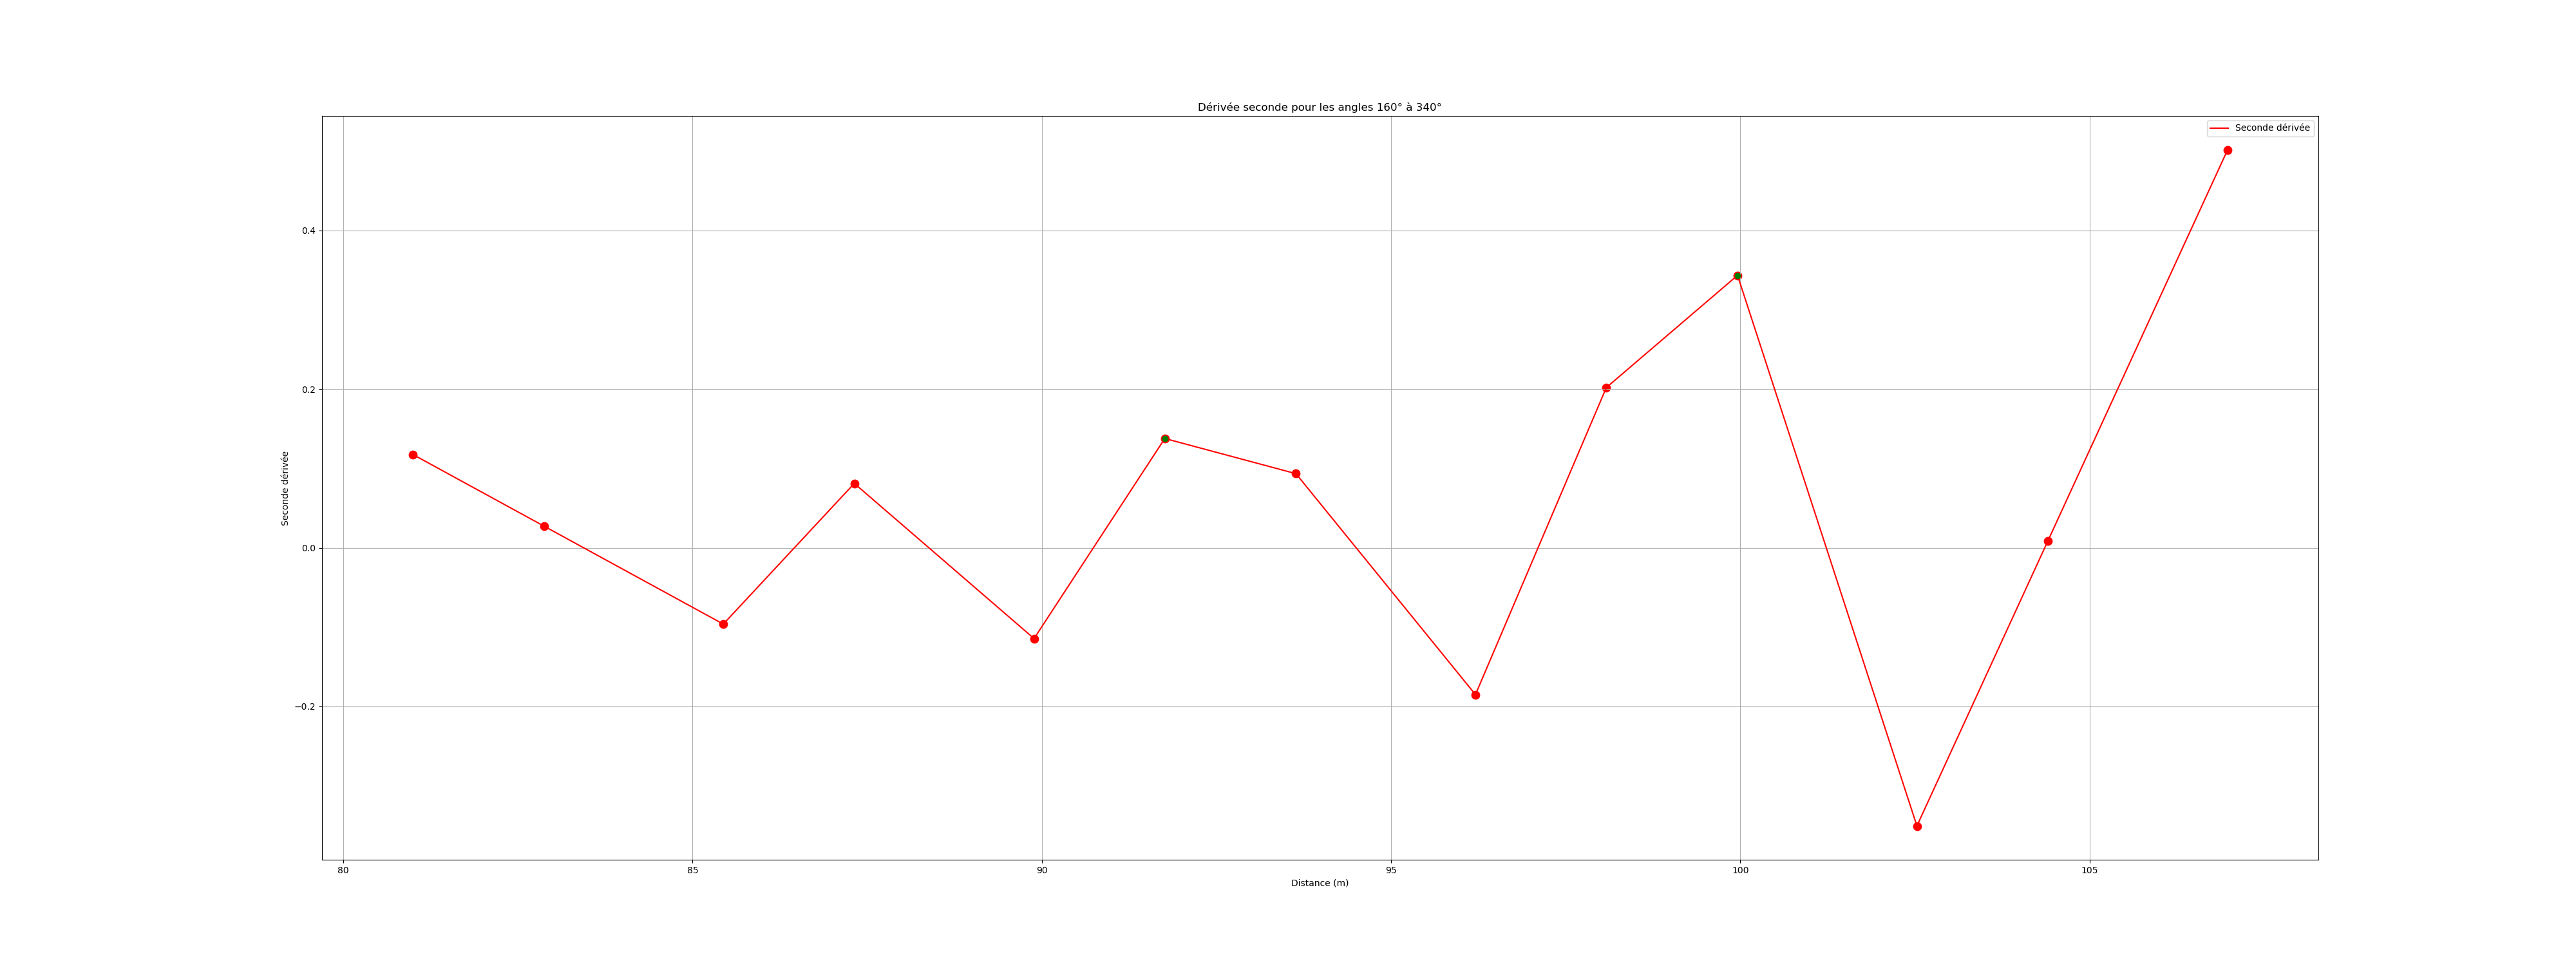 Dérivée seconde pour les angles 160° à 340°
Seconde dérivée
0.4
0.2
0.0
−0.2
Seconde dérivée
80
85
90
95
100
105
Distance (m)